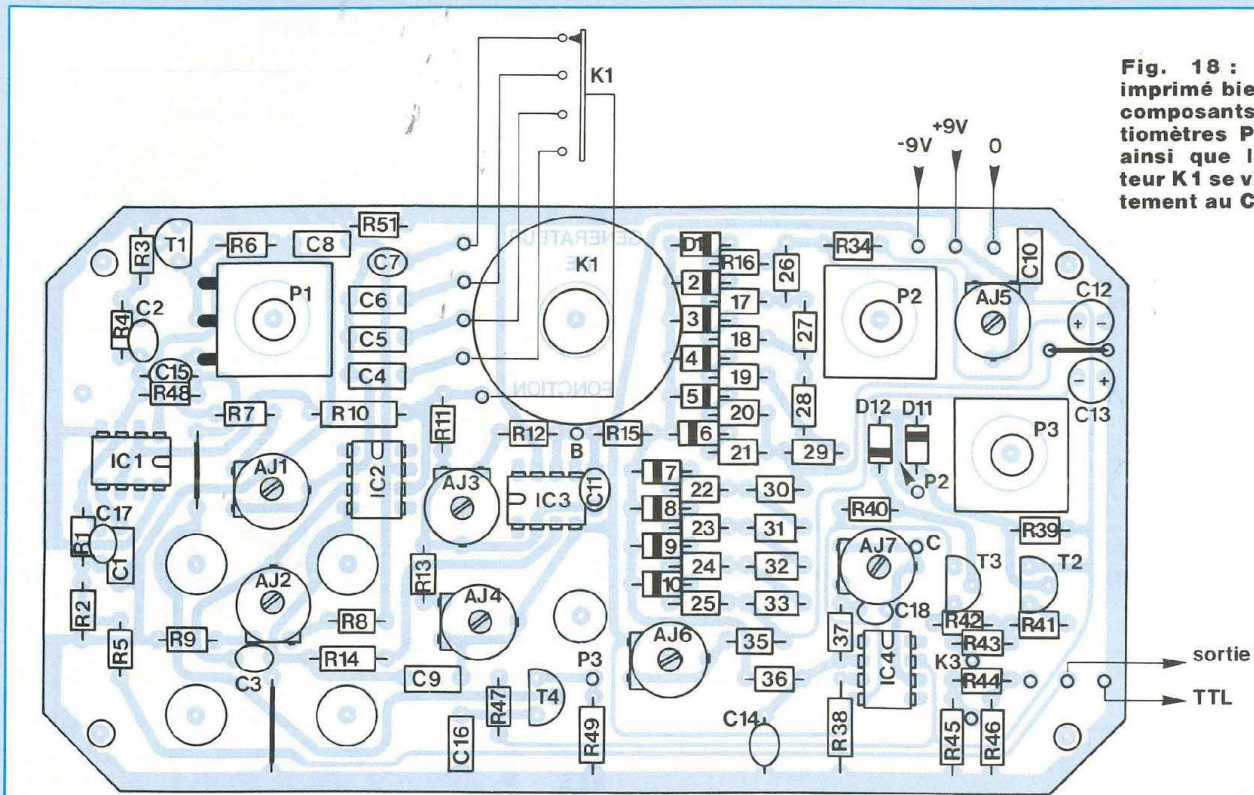 Fig. 18 :
imprimé bie
composants
tiomètres P
ainsi que l
teur K1 se v
tement au C
K1
-9V
+9V
0
R51
R3
T1
R6
C8
C7
GENERATEUR
DE
FONCTION
K1
D1
R16
26
R34
C10
P1
C6
2
17
P2
AJ5
C12
+ -
R4
C2
C5
3
18
27
4
C15
R48
C4
19
28
- +
C13
5
20
R7
R10
R11
D12
D11
P3
R12
B
R15
6
21
29
IC1
AJ1
IC2
AJ3
IC3
C11
7
22
30
P2
C17
R1
C1
8
23
31
R40
R39
AJ7
C
AJ2
R13
9
24
32
T3
T2
R2
R8
AJ4
10
25
33
C18
R5
R9
AJ6
35
37
R42
R41
R43
C3
R14
C9
P3
36
IC4
K3
R44
sortie
TTL
R47
T4
C16
R49
C14
R38
R45
R46